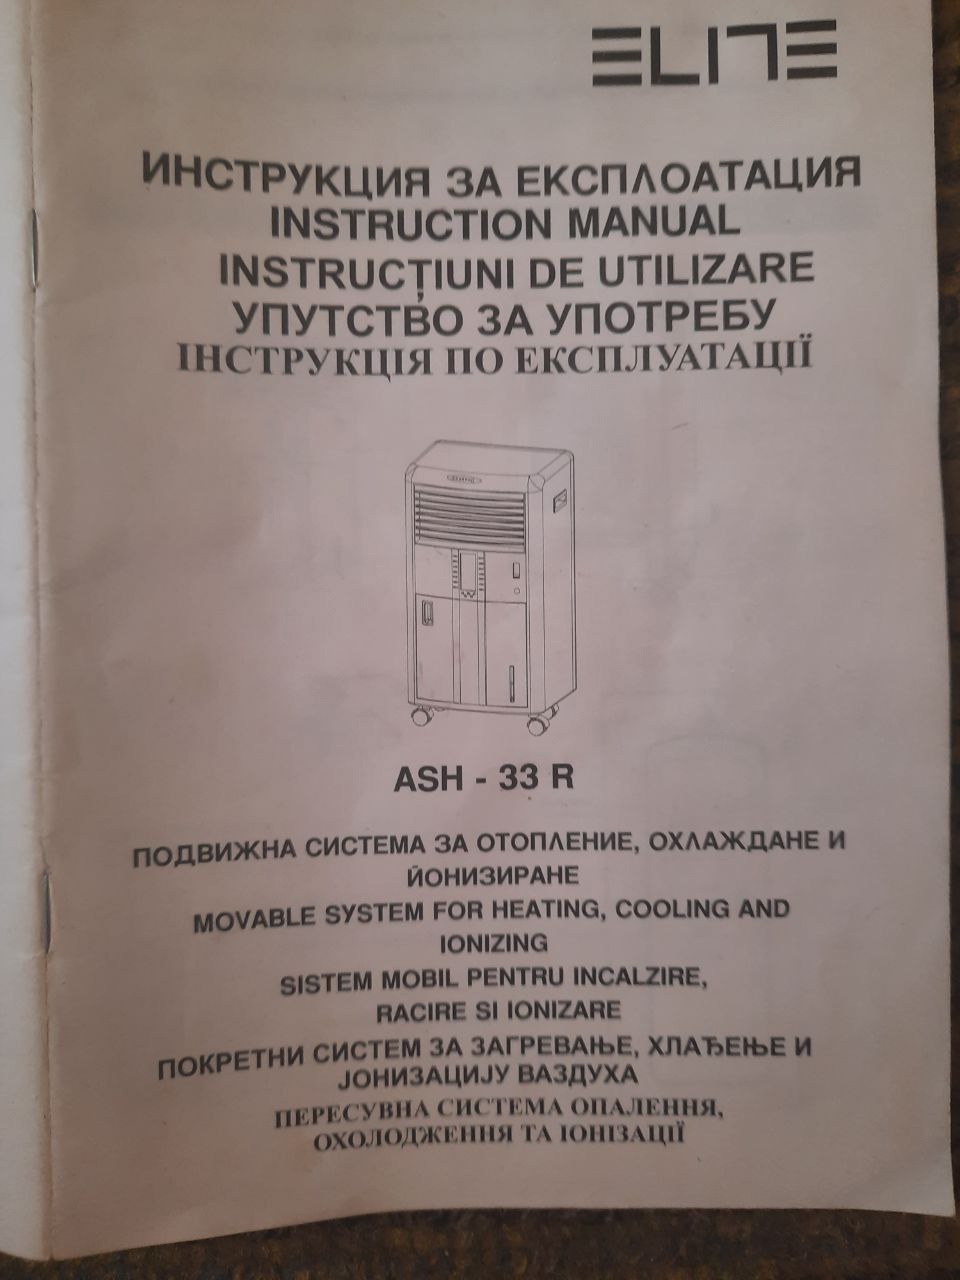 ELITE
ИНСТРУКЦИЯ ЗА ЕКСПЛОАТАЦИЯ
INSTRUCTION MANUAL
INSTRUCȚIUNI DE UTILIZARE
УПУТСТВО ЗА УПОТРЕБУ
ІНСТРУКЦІЯ ПО ЕКСПЛУАТАЦІЇ
ASH - 33 R
ПОДВИЖНА СИСТЕМА ЗА ОТОПЛЕНИЕ, ОХЛАЖДАНЕ И
ЙОНИЗИРАНЕ
MOVABLE SYSTEM FOR HEATING, COOLING AND
IONIZING
SISTEM MOBIL PENTRU INCALZIRE,
RACIRE SI IONIZARE
ПОКРЕТНИ СИСТЕМ ЗА ЗАГРЕВАЊЕ, ХЛАЂЕЊЕ И
ЈОНИЗАЦИЈУ ВАЗДУХА
ПЕРЕСУВНА СИСТЕМА ОПАЛЕННЯ,
ОХОЛОДЖЕННЯ ТА ІОНІЗАЦІЇ